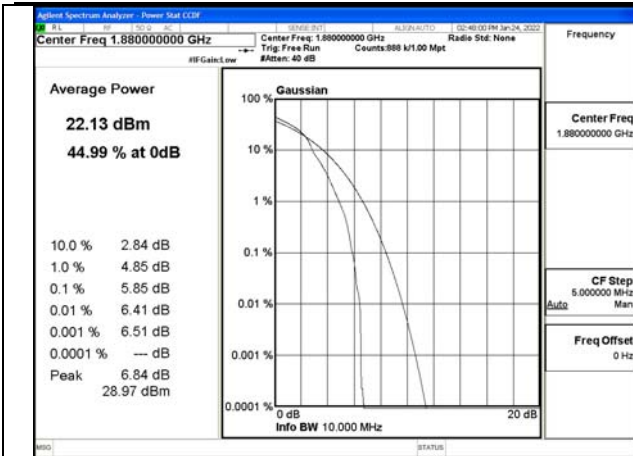 Agilent Spectrum Analyzer - Power Stat CCDF
RL RF 50 Ω AC SENSE:INT ALIGNAUTO 02:48:00 PM Jan 24, 2022
Center Freq 1.880000000 GHz
Center Freq: 1.880000000 GHz Radio Std: None
Trig: Free Run Counts:888 k/1.00 Mpt
#IFGain:Low #Atten: 40 dB
Frequency
Average Power
22.13 dBm
44.99 % at 0dB
10.0 % 2.84 dB
1.0 % 4.85 dB
0.1 % 5.85 dB
0.01 % 6.41 dB
0.001 % 6.51 dB
0.0001 % --- dB
Peak 6.84 dB
28.97 dBm
Gaussian
100 %
10 %
1 %
0.1 %
0.01 %
0.001 %
0.0001 %
0 dB 20 dB
Info BW 10.000 MHz
Center Freq
1.880000000 GHz
CF Step
5.000000 MHz
Auto Man
Freq Offset
0 Hz
MSG STATUS